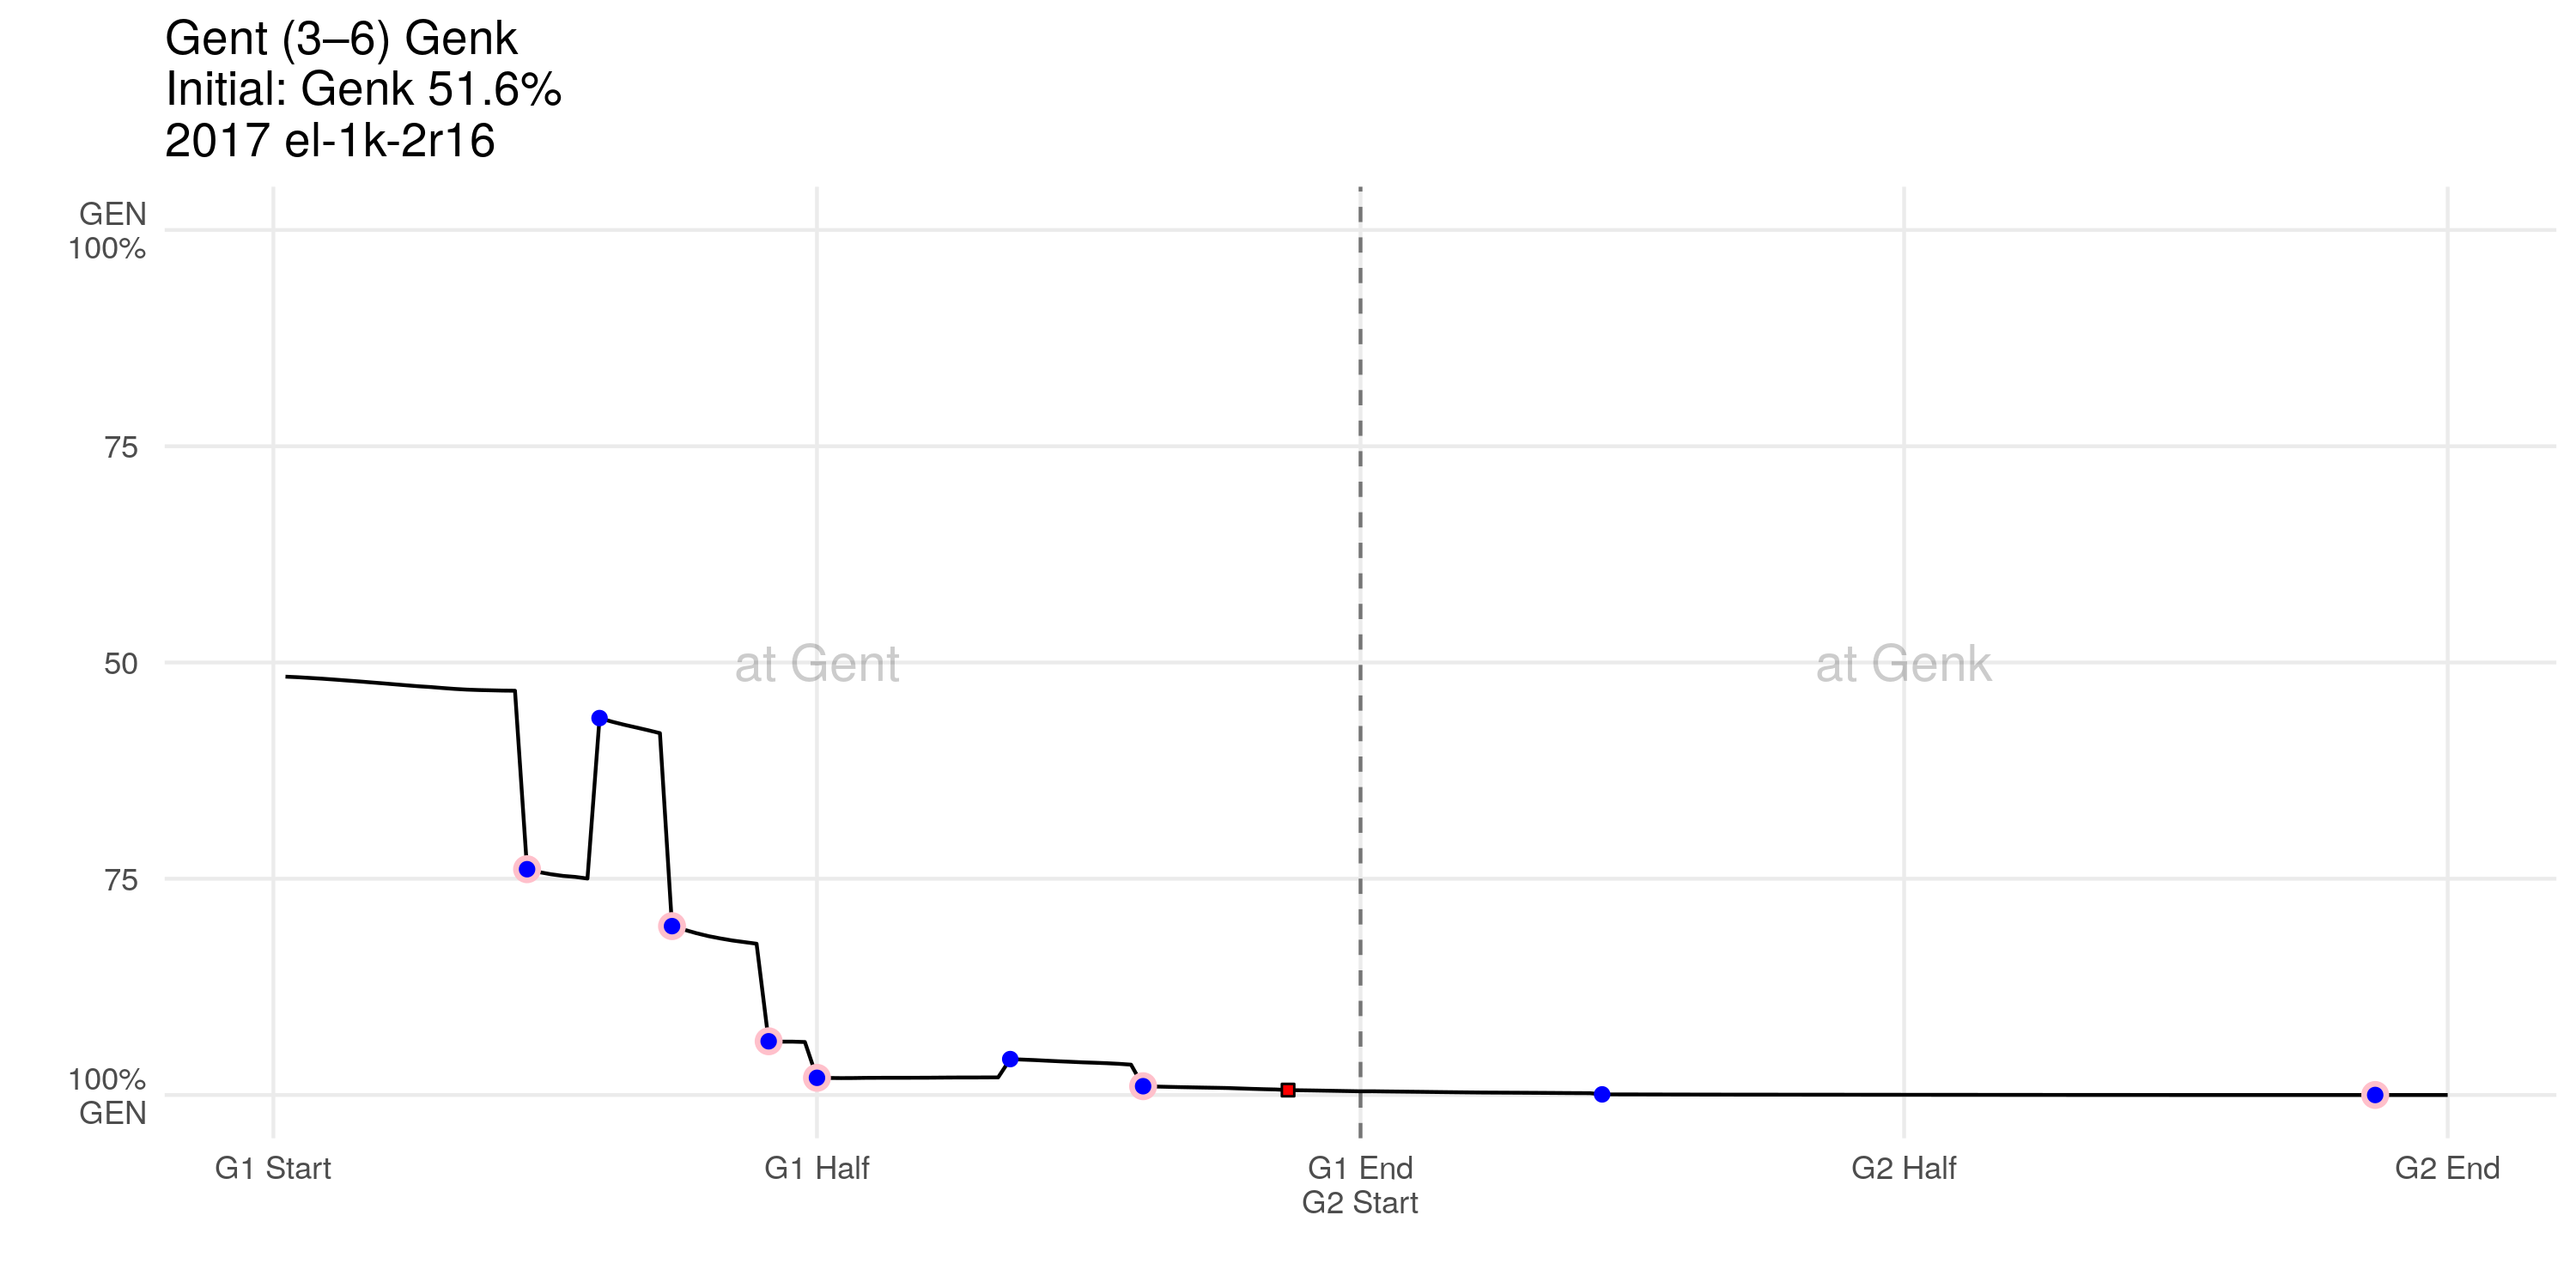 Gent (3–6) Genk
Initial: Genk 51.6%
2017 el-1k-2r16
GEN
100%
75
50
75
100%
GEN
at Gent
at Genk
G1 Start
G1 Half
G1 End
G2 Start
G2 Half
G2 End